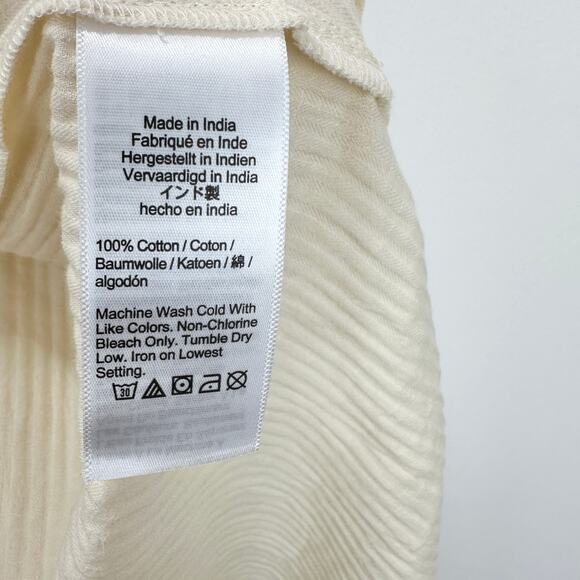 Made in India
Fabriqué en Inde
Hergestellt in Indien
Vervaardigd in India
インド製
hecho en india
100% Cotton / Coton /
Baumwolle / Katoen / 綿 /
algodón
Machine Wash Cold With
Like Colors. Non-Chlorine
Bleach Only. Tumble Dry
Low. Iron on Lowest
Setting.
30